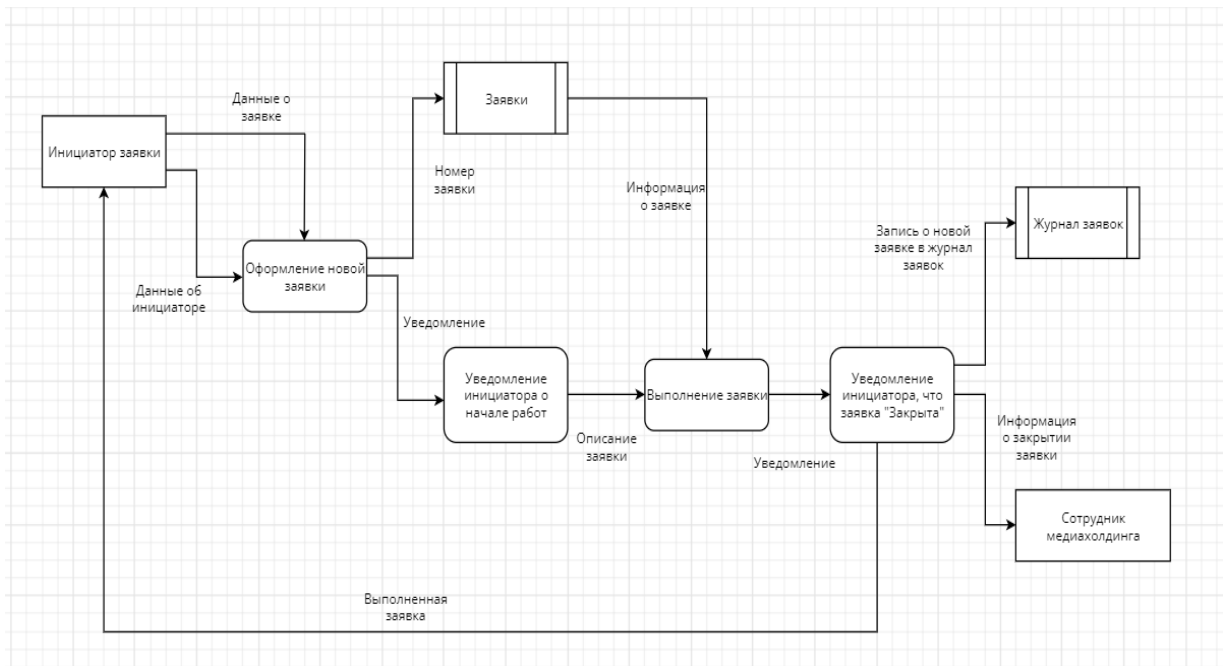 Данные о
заявке
Заявки
Инициатор заявки
Номер
заявки
Информация
о заявке
Журнал заявок
Запись о новой
заявке в журнал
заявок
Оформление новой
заявки
Данные об
инициаторе
Уведомление
Уведомление
инициатора о
начале работ
Выполнение заявки
Уведомление
инициатора, что
заявка "Закрыта"
Описание
заявки
Уведомление
Информация
о закрытии
заявки
Сотрудник
медиахолдинга
Выполненная
заявка